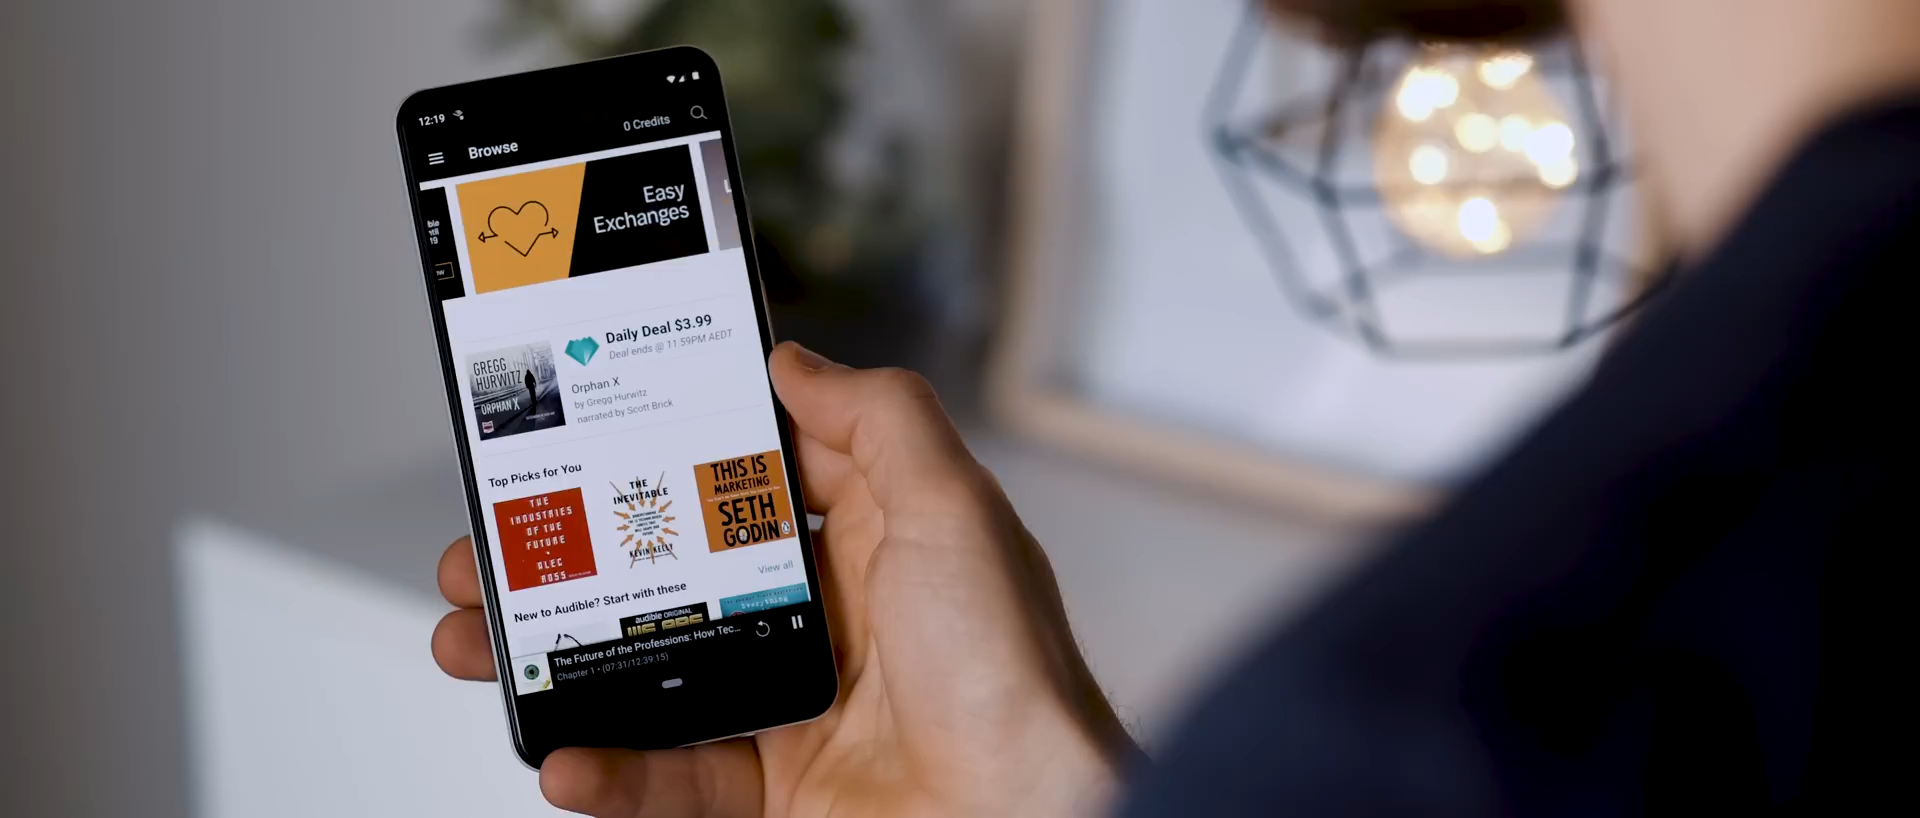 12:19
0 Credits
Browse
Easy
Exchanges
Daily Deal $3.99
Deal ends @ 11:59PM AEDT
GREGG
HURWITZ
ORPHAN X
Orphan X
by Gregg Hurwitz
narrated by Scott Brick
Top Picks for You
THE
INDUSTRIES
OF THE
FUTURE
ALEC
ROSS
THE
INEVITABLE
KEVIN KELLY
THIS IS
MARKETING
SETH
GODIN
View all
New to Audible? Start with these
audible ORIGINAL
Everything
The Future of the Professions: How Tec...
Chapter 1 • (07:31/12:39:15)